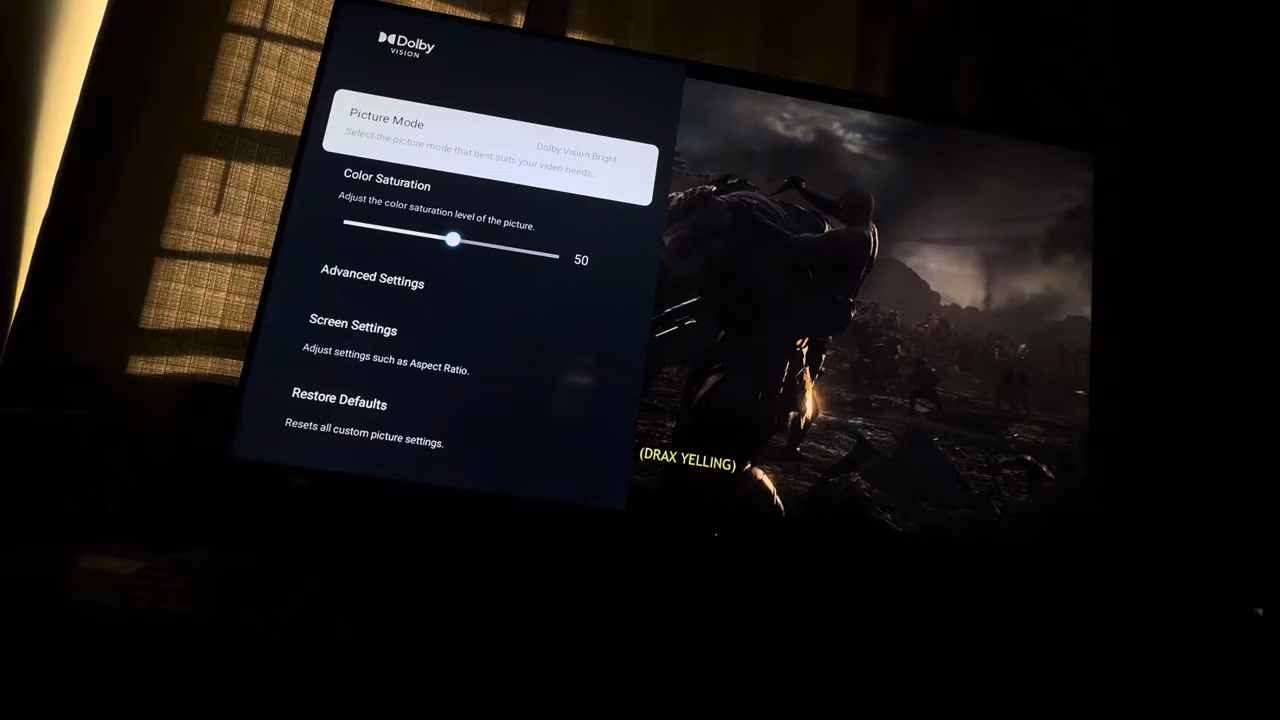 Dolby
VISION
Picture Mode
Dolby Vision Bright
Select the picture mode that best suits your video needs.
Color Saturation
Adjust the color saturation level of the picture.
50
Advanced Settings
Screen Settings
Adjust settings such as Aspect Ratio.
Restore Defaults
Resets all custom picture settings.
(DRAX YELLING)